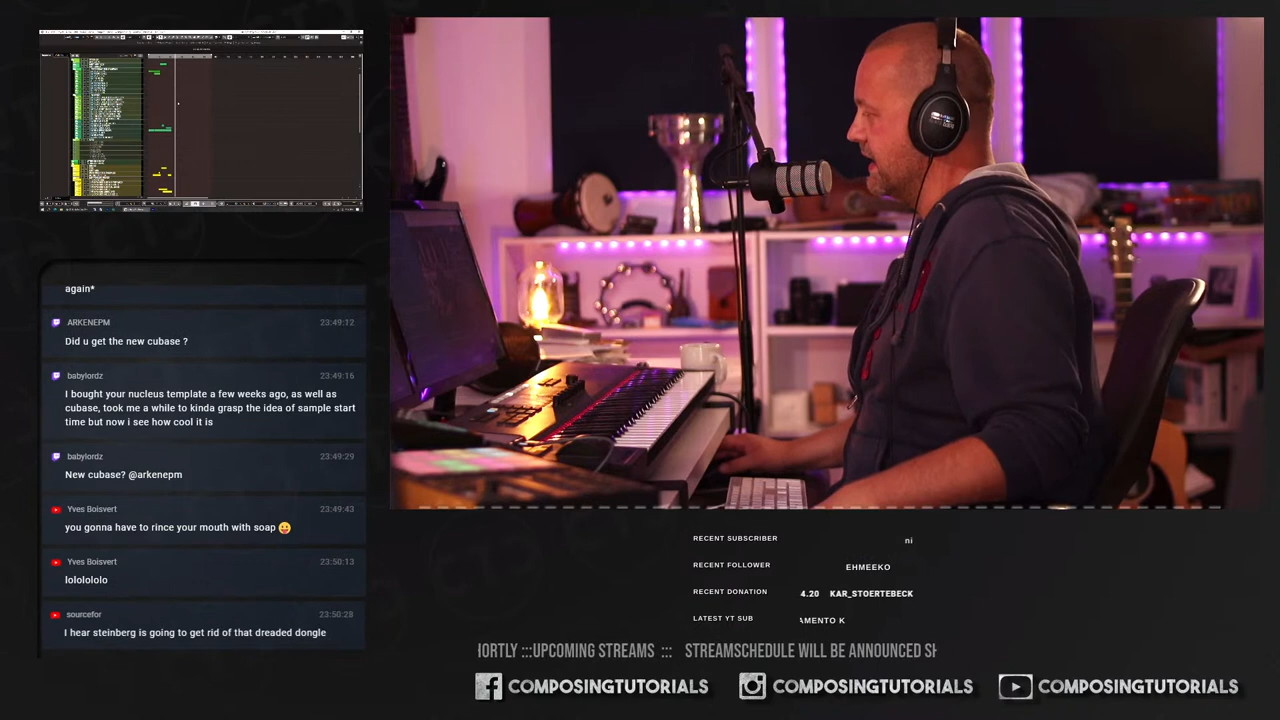 again*
ARKENEPM 23:49:12
Did u get the new cubase ?
babylordz 23:49:16
I bought your nucleus template a few weeks ago, as well as
cubase, took me a while to kinda grasp the idea of sample start
time but now i see how cool it is
babylordz 23:49:29
New cubase? @arkenepm
Yves Boisvert 23:49:43
you gonna have to rince your mouth with soap 😛
Yves Boisvert 23:50:13
lolololo
sourcefor 23:50:28
I hear steinberg is going to get rid of that dreaded dongle
RECENT SUBSCRIBER ni
RECENT FOLLOWER EHMEEKO
RECENT DONATION 4.20 KAR_STOERTEBECK
LATEST YT SUB AMENTO K
ORTLY :::UPCOMING STREAMS ::: STREAMSCHEDULE WILL BE ANNOUNCED SH
COMPOSINGTUTORIALS COMPOSINGTUTORIALS COMPOSINGTUTORIALS